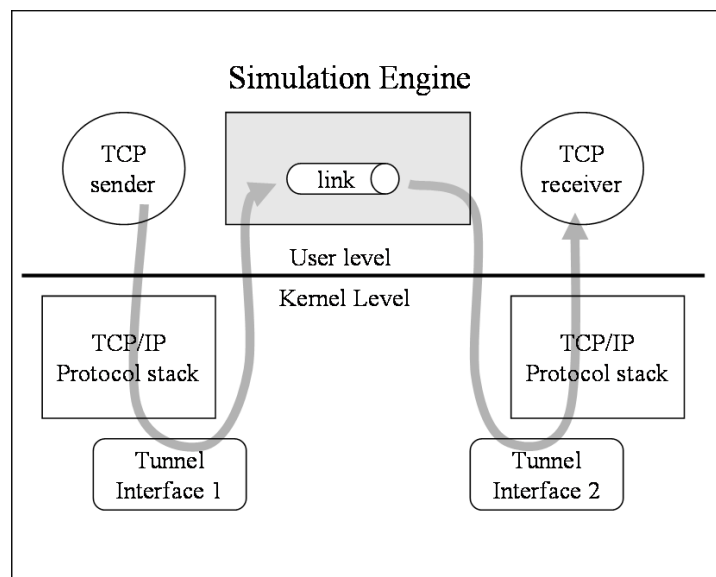 Simulation Engine
TCP
sender
link
TCP
receiver
User level
Kernel Level
TCP/IP
Protocol stack
TCP/IP
Protocol stack
Tunnel
Interface 1
Tunnel
Interface 2